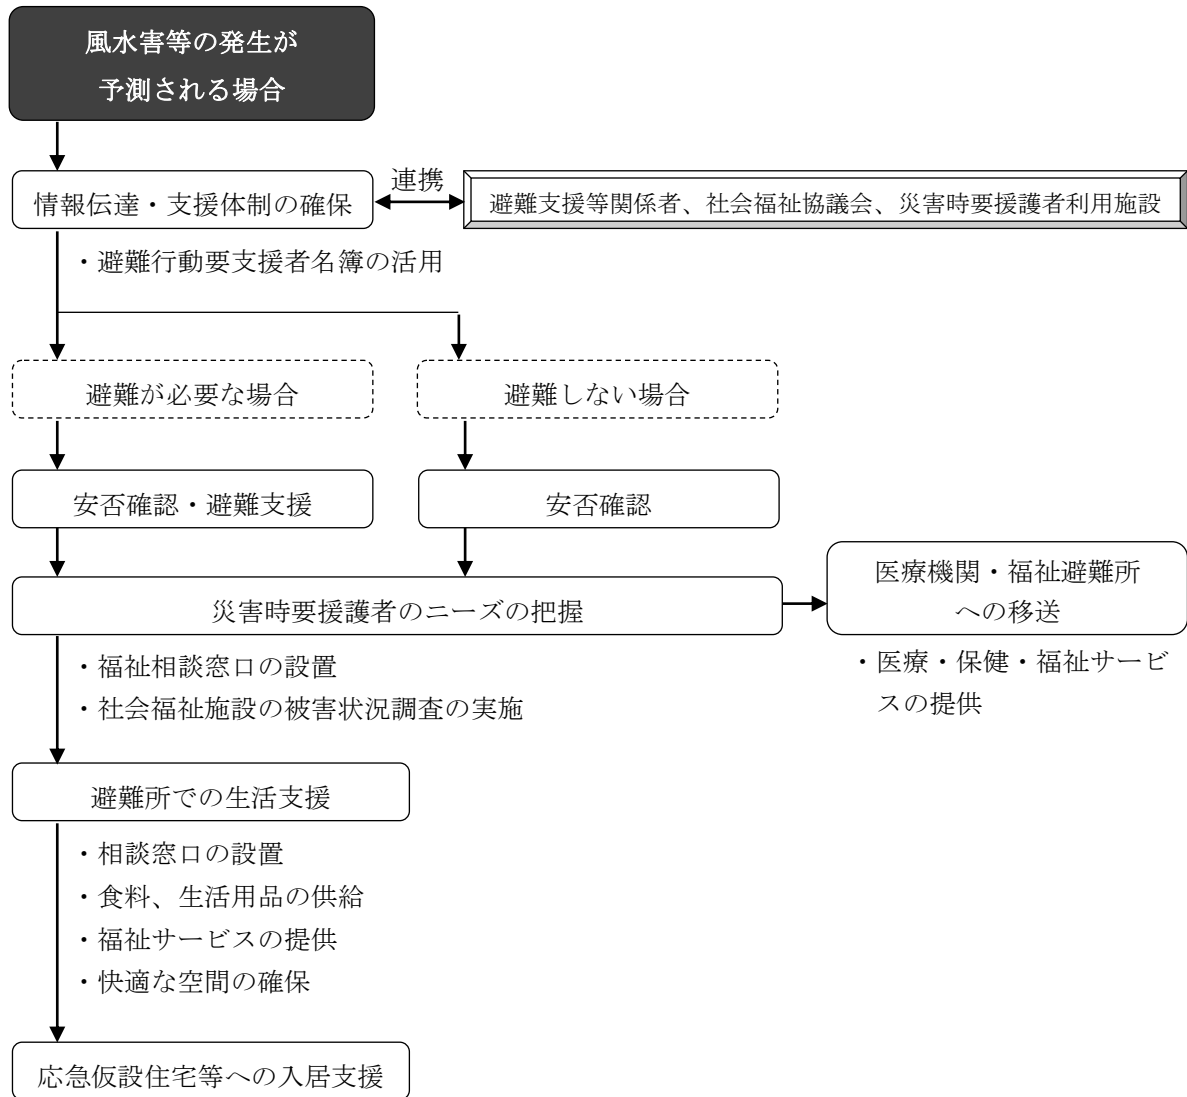 風水害等の発生が
予測される場合
情報伝達・支援体制の確保
連携
避難支援等関係者、社会福祉協議会、災害時要援護者利用施設
・避難行動要支援者名簿の活用
避難が必要な場合
避難しない場合
安否確認・避難支援
安否確認
災害時要援護者のニーズの把握
医療機関・福祉避難所
への移送
・福祉相談窓口の設置
・社会福祉施設の被害状況調査の実施
・医療・保健・福祉サービ
スの提供
避難所での生活支援
・相談窓口の設置
・食料、生活用品の供給
・福祉サービスの提供
・快適な空間の確保
応急仮設住宅等への入居支援